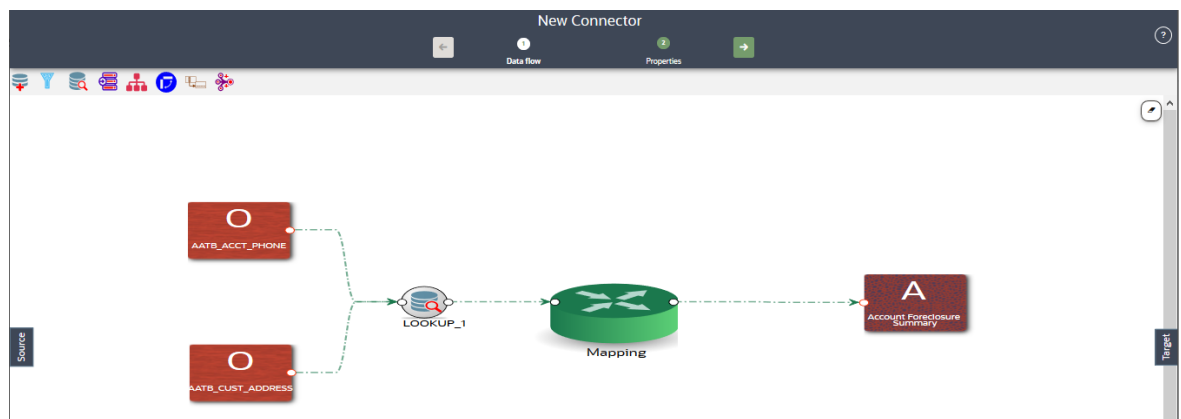 New Connector
?
1
2
Data flow
Properties
O
AATB_ACCT_PHONE
A
Account Foreclosure
Summary
LOOKUP_1
Mapping
Source
Target
O
AATB_CUST_ADDRESS